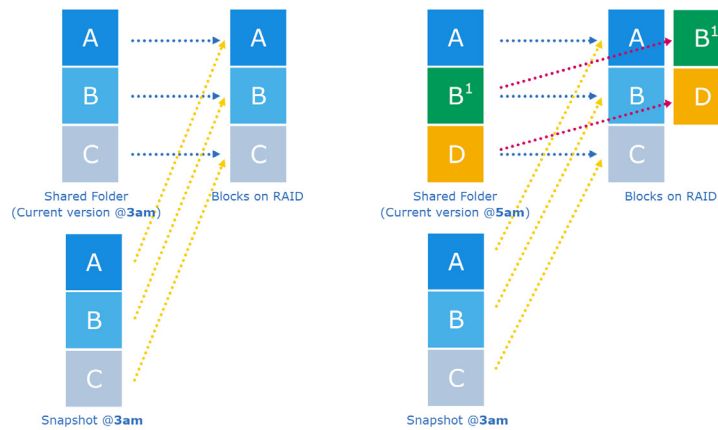 A
B
C
A
B
C
Shared Folder
(Current version @3am)
Blocks on RAID
A
B
C
Snapshot @3am
A
B¹
D
A
B
C
B¹
D
Shared Folder
(Current version @5am)
Blocks on RAID
A
B
C
Snapshot @3am